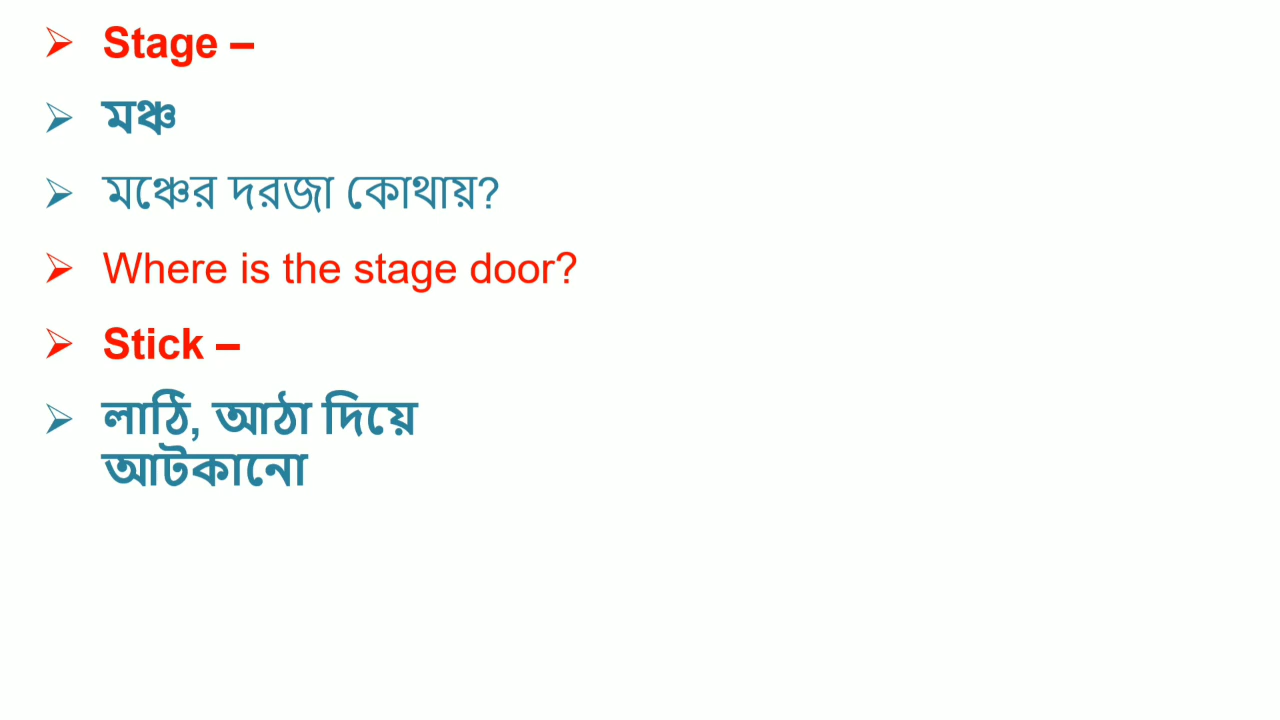 Stage –
মঞ্চ
মঞ্চের দরজা কোথায়?
Where is the stage door?
Stick –
লাঠি, আঠা দিয়ে
আটকানো